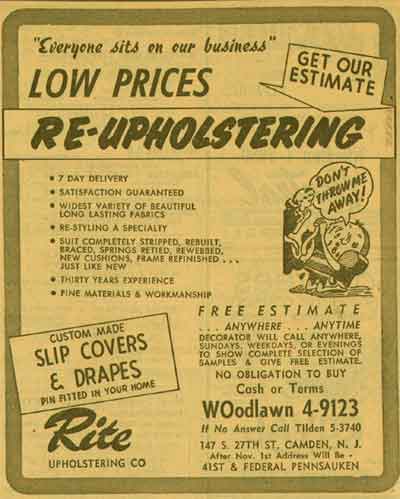 "Everyone sits on our business"
LOW PRICES
GET OUR
ESTIMATE
RE-UPHOLSTERING
• 7 DAY DELIVERY
• SATISFACTION GUARANTEED
• WIDEST VARIETY OF BEAUTIFUL
LONG LASTING FABRICS
• RE-STYLING A SPECIALTY
• SUIT COMPLETELY STRIPPED, REBUILT,
BRACED, SPRINGS RETIED, REWEBBED,
NEW CUSHIONS, FRAME REFINISHED . . .
JUST LIKE NEW
• THIRTY YEARS EXPERIENCE
• FINE MATERIALS & WORKMANSHIP
DON'T
THROW ME
AWAY!
FREE ESTIMATE
. . . ANYWHERE . . . ANYTIME
DECORATOR WILL CALL ANYWHERE,
SUNDAYS, WEEKDAYS, OR EVENINGS
TO SHOW COMPLETE SELECTION OF
SAMPLES & GIVE FREE ESTIMATE.
NO OBLIGATION TO BUY
Cash or Terms
WOodlawn 4-9123
If No Answer Call TIlden 5-3740
147 S. 27TH ST. CAMDEN, N. J.
After Nov. 1st Address Will Be -
41ST & FEDERAL PENNSAUKEN
CUSTOM MADE
SLIP COVERS
& DRAPES
PIN FITTED IN YOUR HOME
Rite
UPHOLSTERING CO